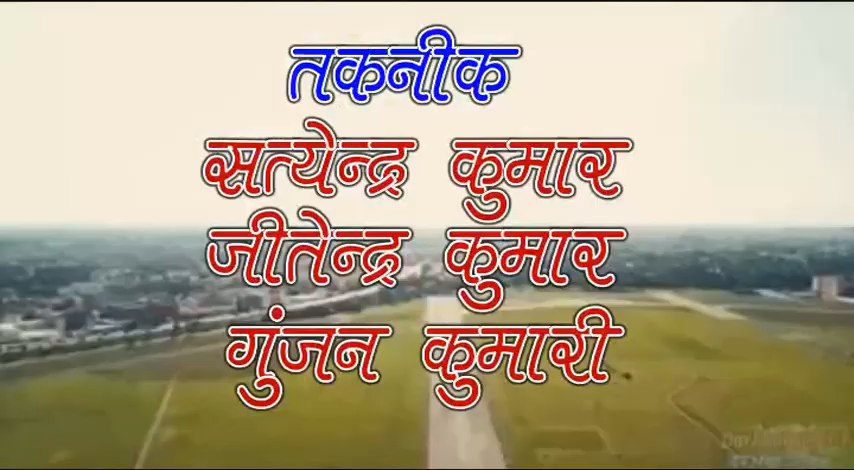 तकनीक
सत्येन्द्र कुमार
जीतेन्द्र कुमार
गुंजन कुमारी